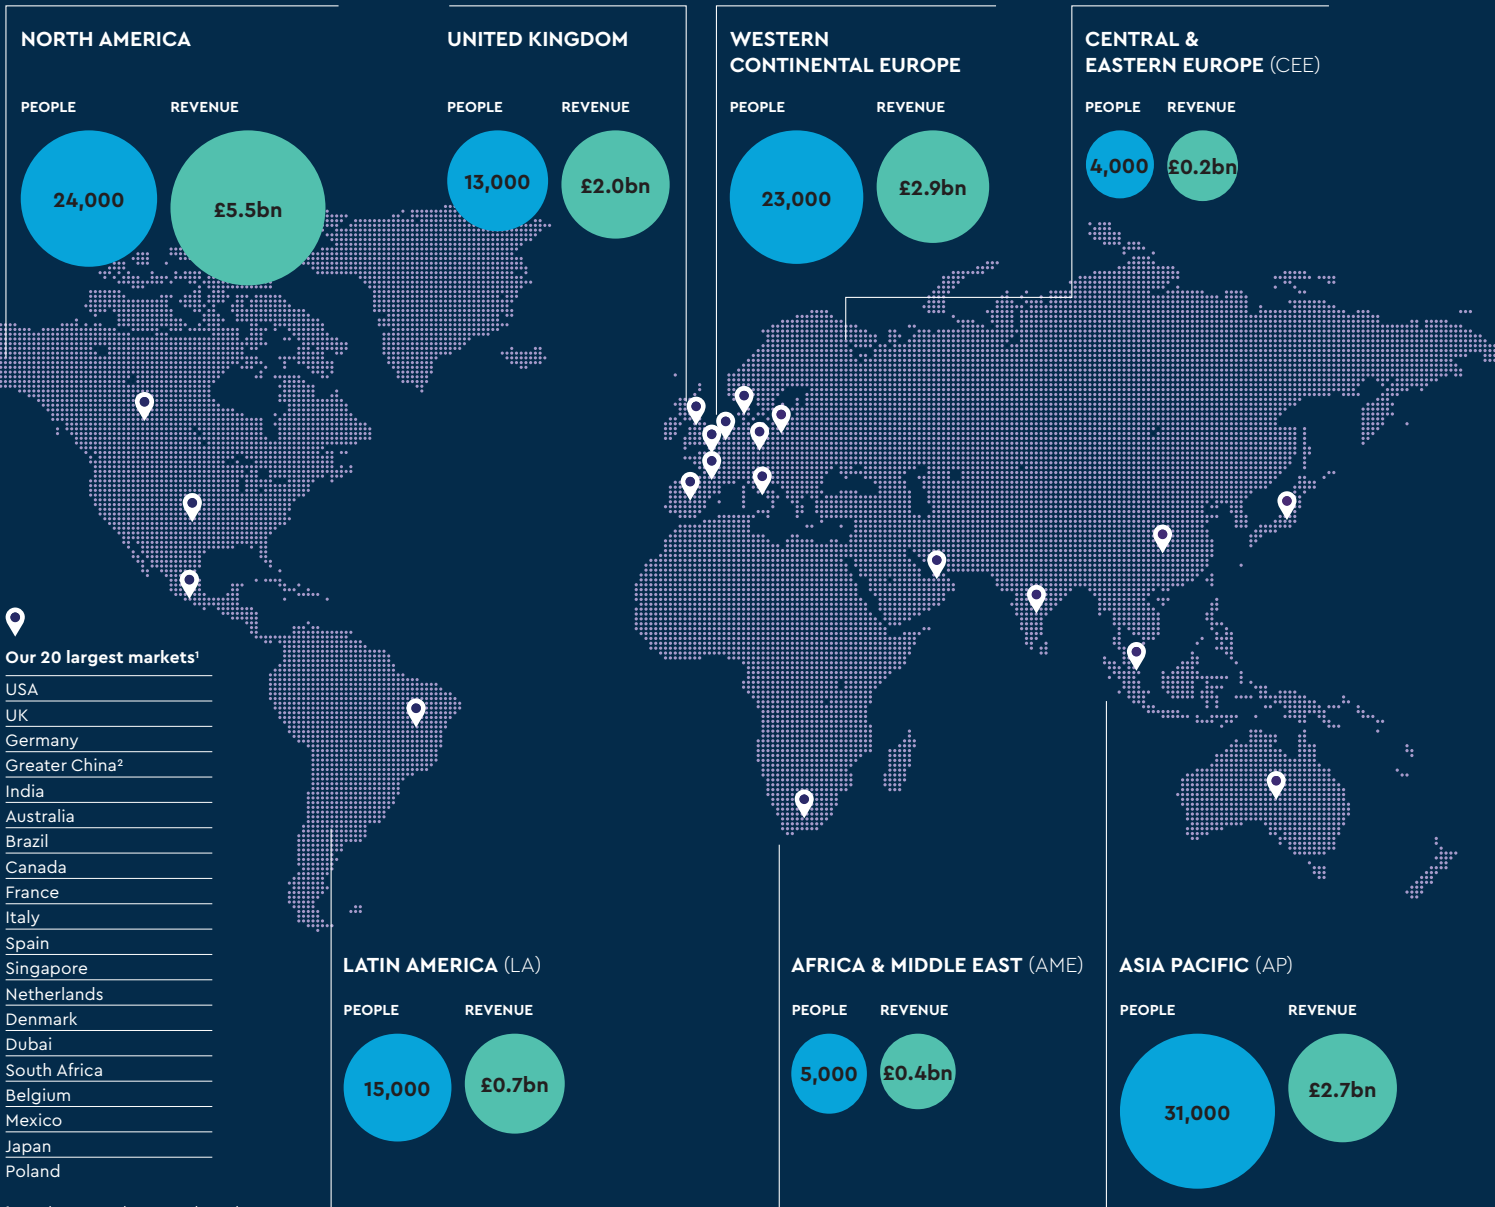 NORTH AMERICA
PEOPLE REVENUE
24,000 £5.5bn
UNITED KINGDOM
PEOPLE REVENUE
13,000 £2.0bn
WESTERN
CONTINENTAL EUROPE
PEOPLE REVENUE
23,000 £2.9bn
CENTRAL &
EASTERN EUROPE (CEE)
PEOPLE REVENUE
4,000 £0.2bn
Our 20 largest markets¹
USA
UK
Germany
Greater China²
India
Australia
Brazil
Canada
France
Italy
Spain
Singapore
Netherlands
Denmark
Dubai
South Africa
Belgium
Mexico
Japan
Poland
LATIN AMERICA (LA)
PEOPLE REVENUE
15,000 £0.7bn
AFRICA & MIDDLE EAST (AME)
PEOPLE REVENUE
5,000 £0.4bn
ASIA PACIFIC (AP)
PEOPLE REVENUE
31,000 £2.7bn